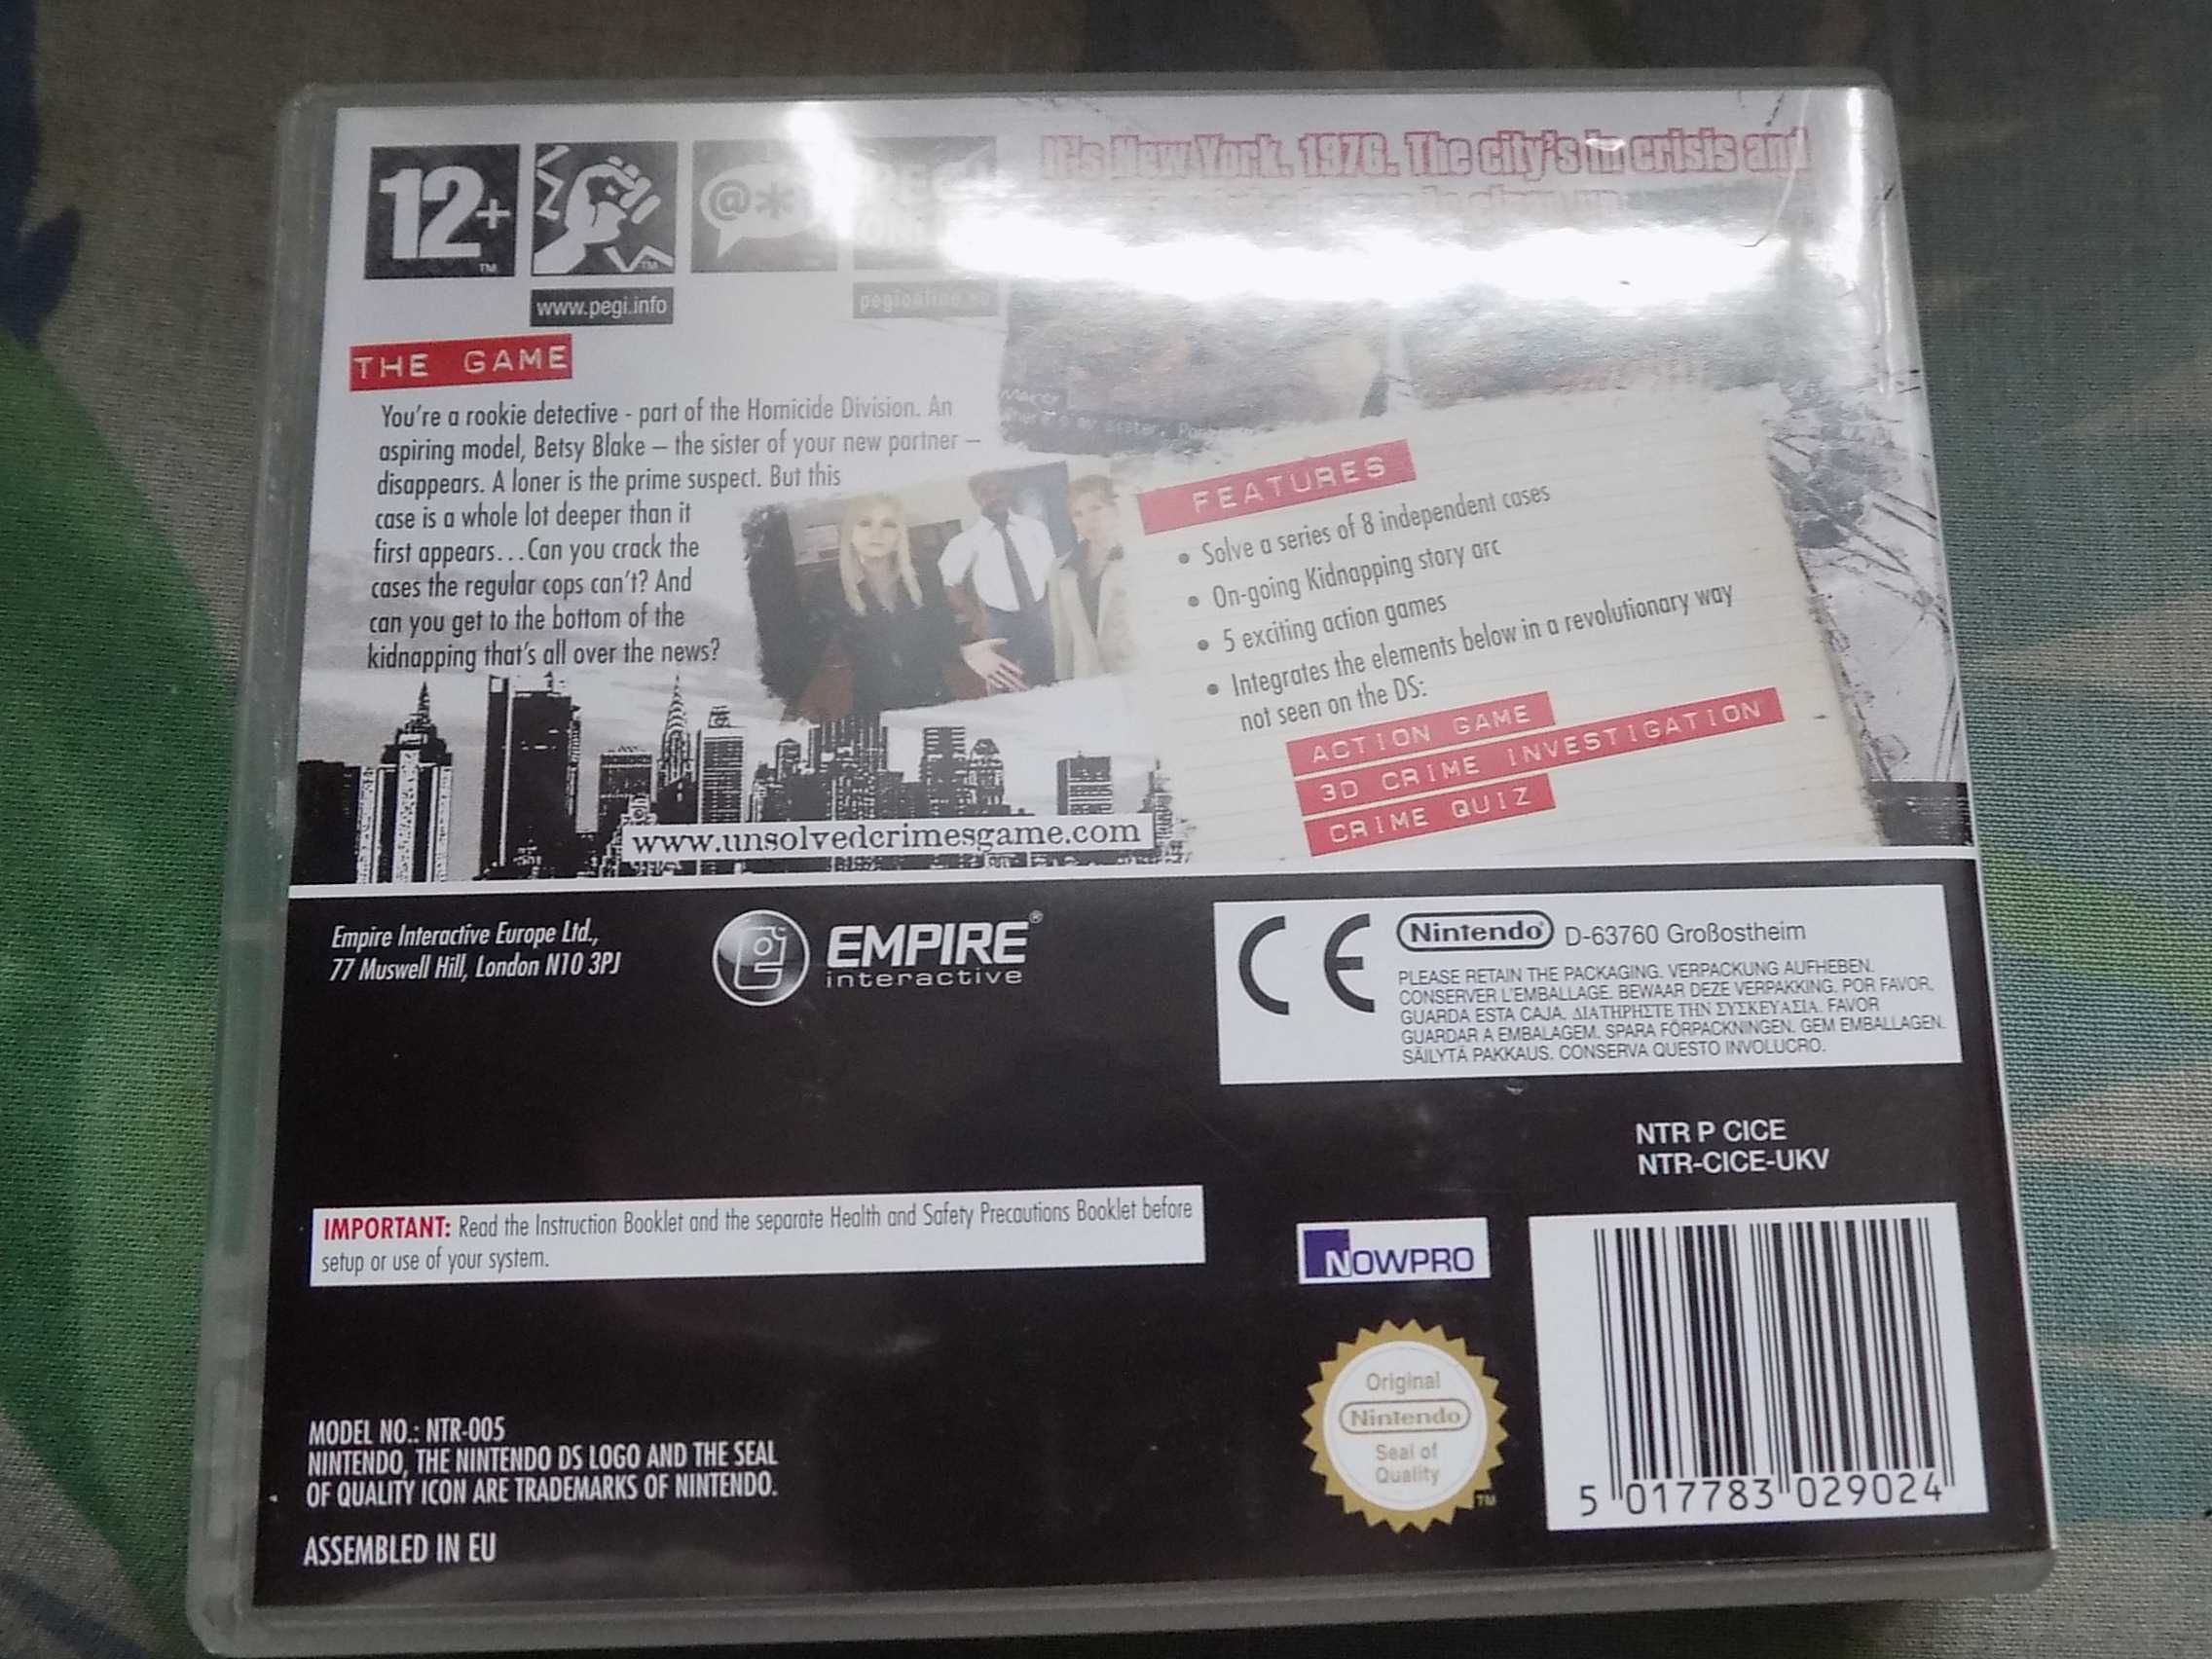 12+
TM
TM
www.pegi.info
@*
ONL
pegionline
It's New York. 1976. The city's in crisis and
clean up
THE GAME
You're a rookie detective - part of the Homicide Division. An
aspiring model, Betsy Blake – the sister of your new partner –
disappears. A loner is the prime suspect. But this
case is a whole lot deeper than it
first appears...Can you crack the
cases the regular cops can't? And
can you get to the bottom of the
kidnapping that's all over the news?
Marcy
my sister,
FEATURES
• Solve a series of 8 independent cases
• On-going Kidnapping story arc
• 5 exciting action games
• Integrates the elements below in a revolutionary way
not seen on the DS:
ACTION GAME
3D CRIME INVESTIGATION
CRIME QUIZ
www.unsolvedcrimesgame.com
Empire Interactive Europe Ltd.,
77 Muswell Hill, London N10 3PJ
EMPIRE®
interactive
CE
Nintendo® D-63760 Großostheim
PLEASE RETAIN THE PACKAGING. VERPACKUNG AUFHEBEN.
CONSERVER L'EMBALLAGE. BEWAAR DEZE VERPAKKING. POR FAVOR,
GUARDA ESTA CAJA. ΔΙΑΤΗΡΗΣΤΕ ΤΗΝ ΣΥΣΚΕΥΑΣΙΑ. FAVOR
GUARDAR A EMBALAGEM. SPARA FÖRPACKNINGEN. GEM EMBALLAGEN.
SÄILYTÄ PAKKAUS. CONSERVA QUESTO INVOLUCRO.
NTR P CICE
NTR-CICE-UKV
IMPORTANT: Read the Instruction Booklet and the separate Health and Safety Precautions Booklet before
setup or use of your system.
NOWPRO
Original
Nintendo
Seal of
Quality
TM
5 017783 029024
MODEL NO.: NTR-005
NINTENDO, THE NINTENDO DS LOGO AND THE SEAL
OF QUALITY ICON ARE TRADEMARKS OF NINTENDO.
ASSEMBLED IN EU